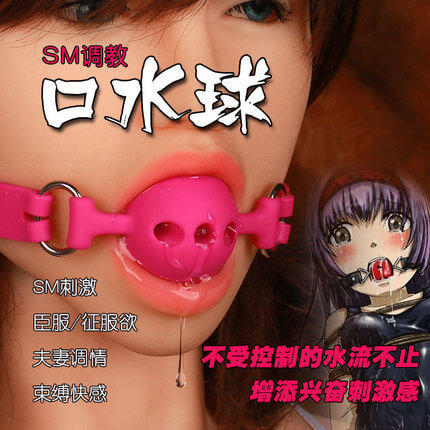 SM调教
口水球
SM刺激
臣服/征服欲
夫妻调情
束缚快感
不受控制的水流不止
增添兴奋刺激感